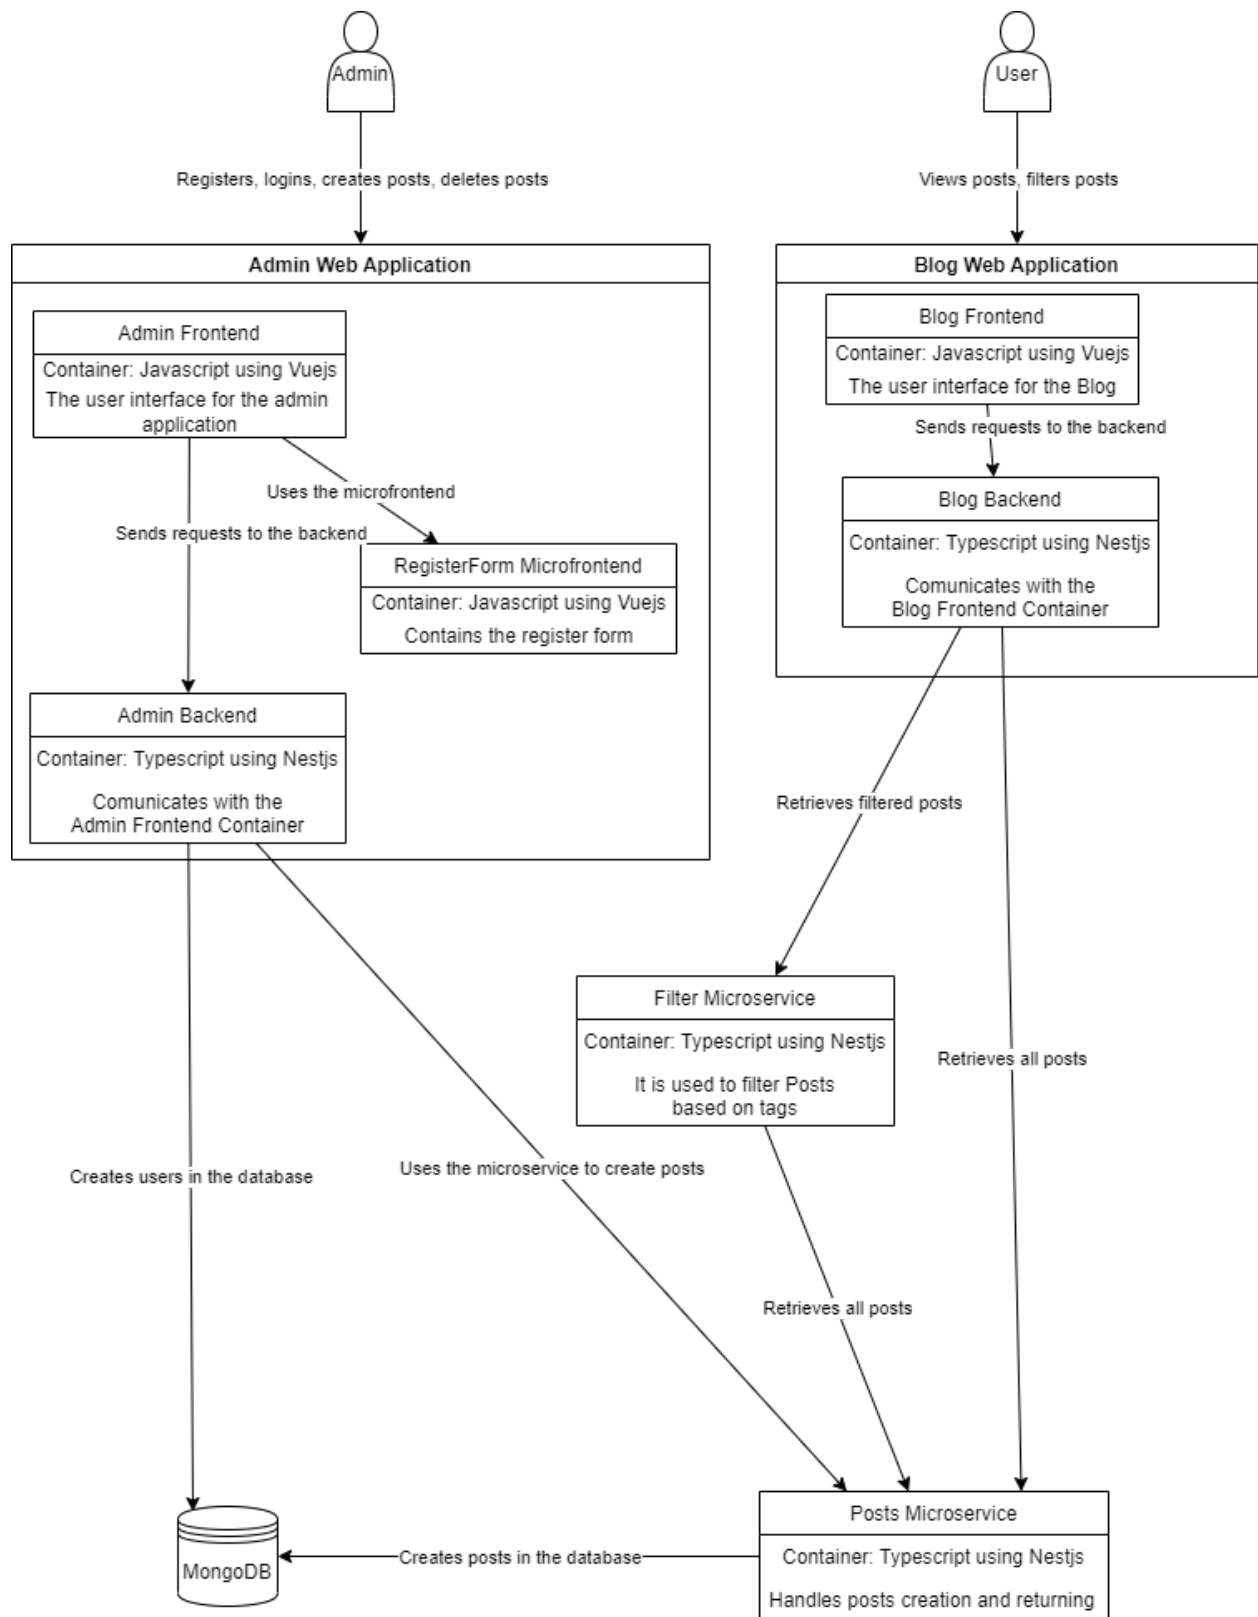 Admin
User
Registers, logins, creates posts, deletes posts
Views posts, filters posts
Admin Web Application
Blog Web Application
Admin Frontend
Container: Javascript using Vuejs
The user interface for the admin
application
Blog Frontend
Container: Javascript using Vuejs
The user interface for the Blog
Sends requests to the backend
Uses the microfrontend
Sends requests to the backend
Blog Backend
Container: Typescript using Nestjs
Comunicates with the
Blog Frontend Container
RegisterForm Microfrontend
Container: Javascript using Vuejs
Contains the register form
Admin Backend
Container: Typescript using Nestjs
Comunicates with the
Admin Frontend Container
Retrieves filtered posts
Filter Microservice
Container: Typescript using Nestjs
It is used to filter Posts
based on tags
Retrieves all posts
Creates users in the database
Uses the microservice to create posts
Retrieves all posts
Posts Microservice
Container: Typescript using Nestjs
Handles posts creation and returning
Creates posts in the database
MongoDB